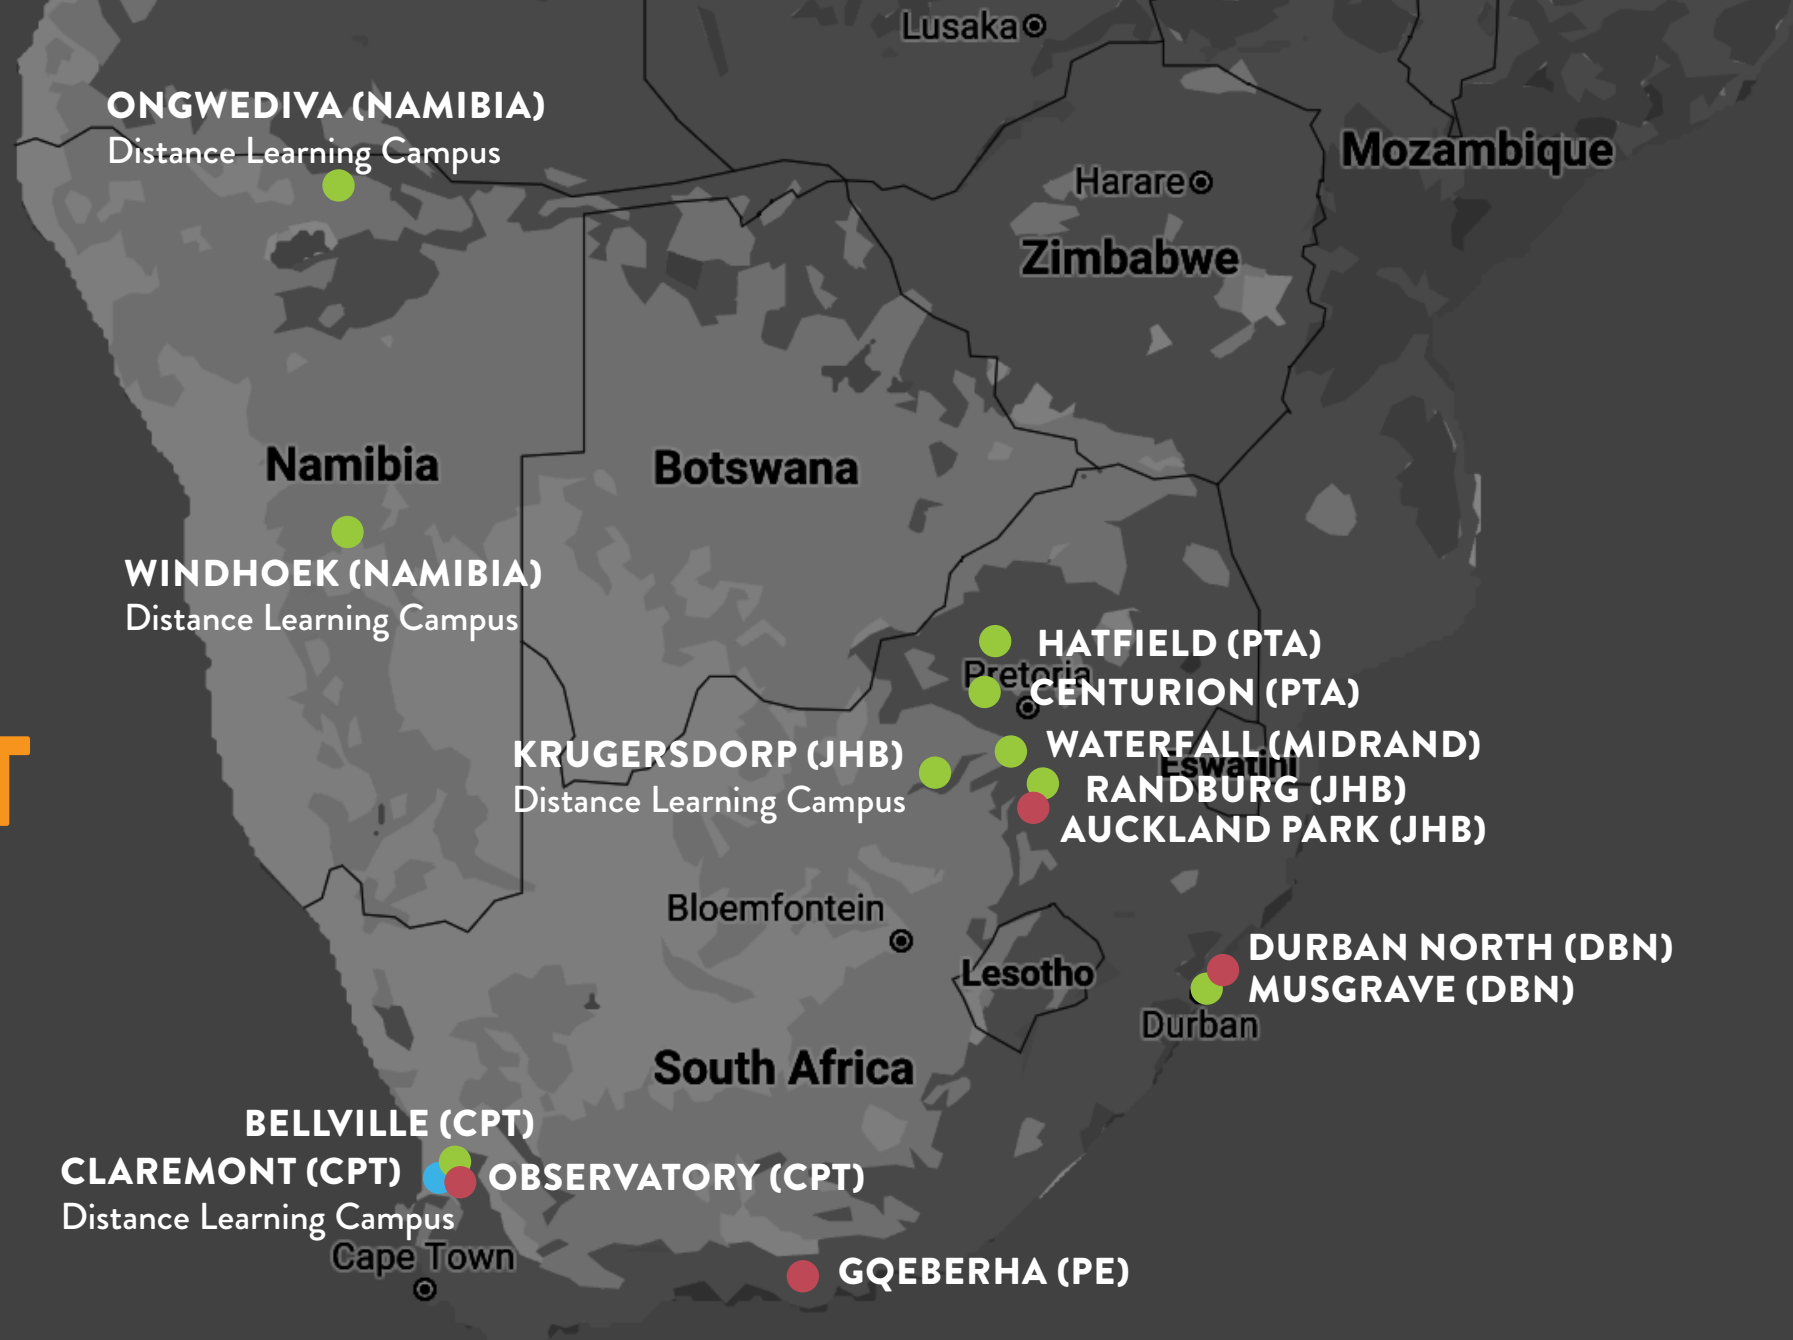 Lusaka
ONGWEDIVA (NAMIBIA)
Distance Learning Campus
Mozambique
Harare
Zimbabwe
Namibia
Botswana
WINDHOEK (NAMIBIA)
Distance Learning Campus
HATFIELD (PTA)
Pretoria
CENTURION (PTA)
T
KRUGERSDORP (JHB)
Distance Learning Campus
WATERFALL (MIDRAND)
Eswatini
RANDBURG (JHB)
AUCKLAND PARK (JHB)
Bloemfontein
Lesotho
DURBAN NORTH (DBN)
MUSGRAVE (DBN)
Durban
South Africa
BELLVILLE (CPT)
CLAREMONT (CPT)
Distance Learning Campus
OBSERVATORY (CPT)
Cape Town
GQEBERHA (PE)